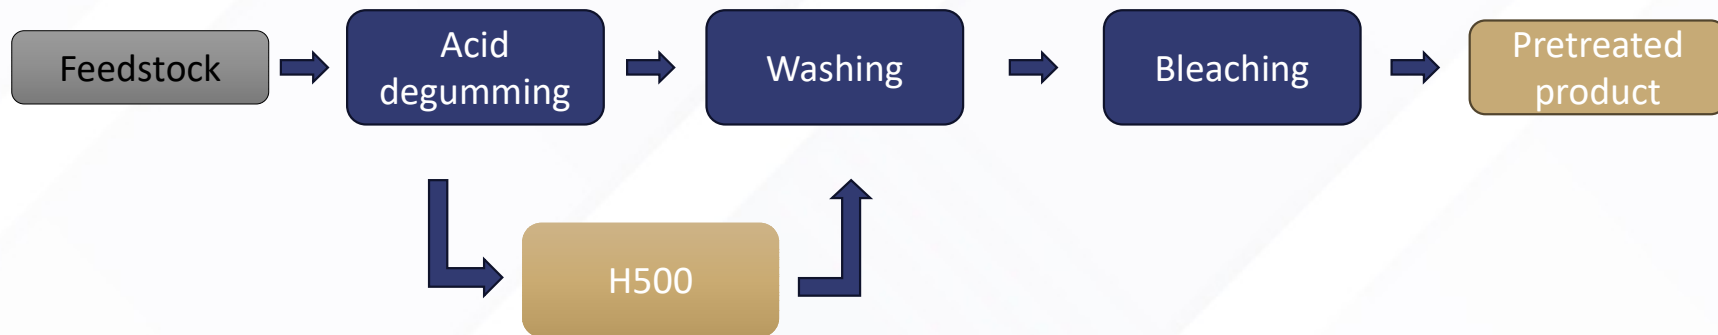 Feedstock
Acid
degumming
Washing
Bleaching
Pretreated
product
H500